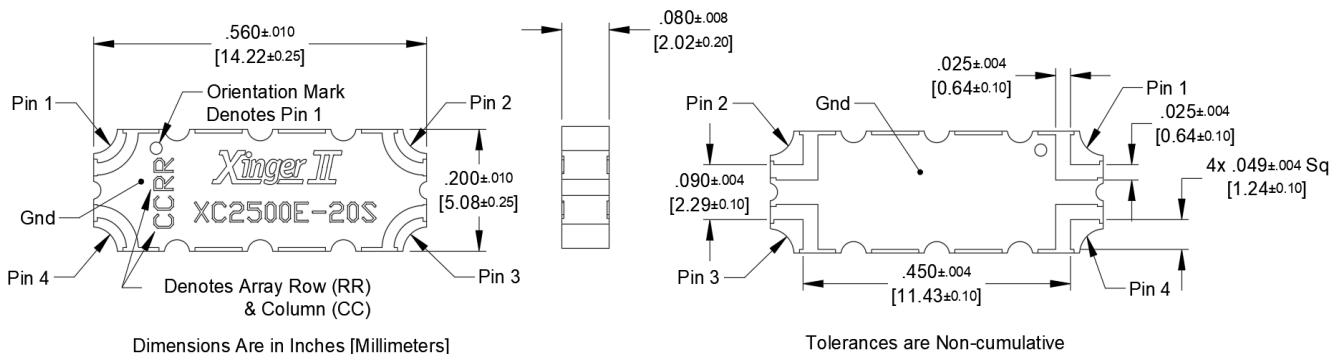 .560±.010
[14.22±0.25]
.080±.008
[2.02±0.20]
Pin 1
Orientation Mark
Denotes Pin 1
Pin 2
CCRR
Xinger II
XC2500E-20S
.200±.010
[5.08±0.25]
Gnd
Pin 4
Pin 3
Denotes Array Row (RR)
& Column (CC)
Dimensions Are in Inches [Millimeters]
.025±.004
[0.64±0.10]
Pin 2
Gnd
Pin 1
.025±.004
[0.64±0.10]
4x .049±.004 Sq
[1.24±0.10]
.090±.004
[2.29±0.10]
Pin 3
.450±.004
[11.43±0.10]
Pin 4
Tolerances are Non-cumulative